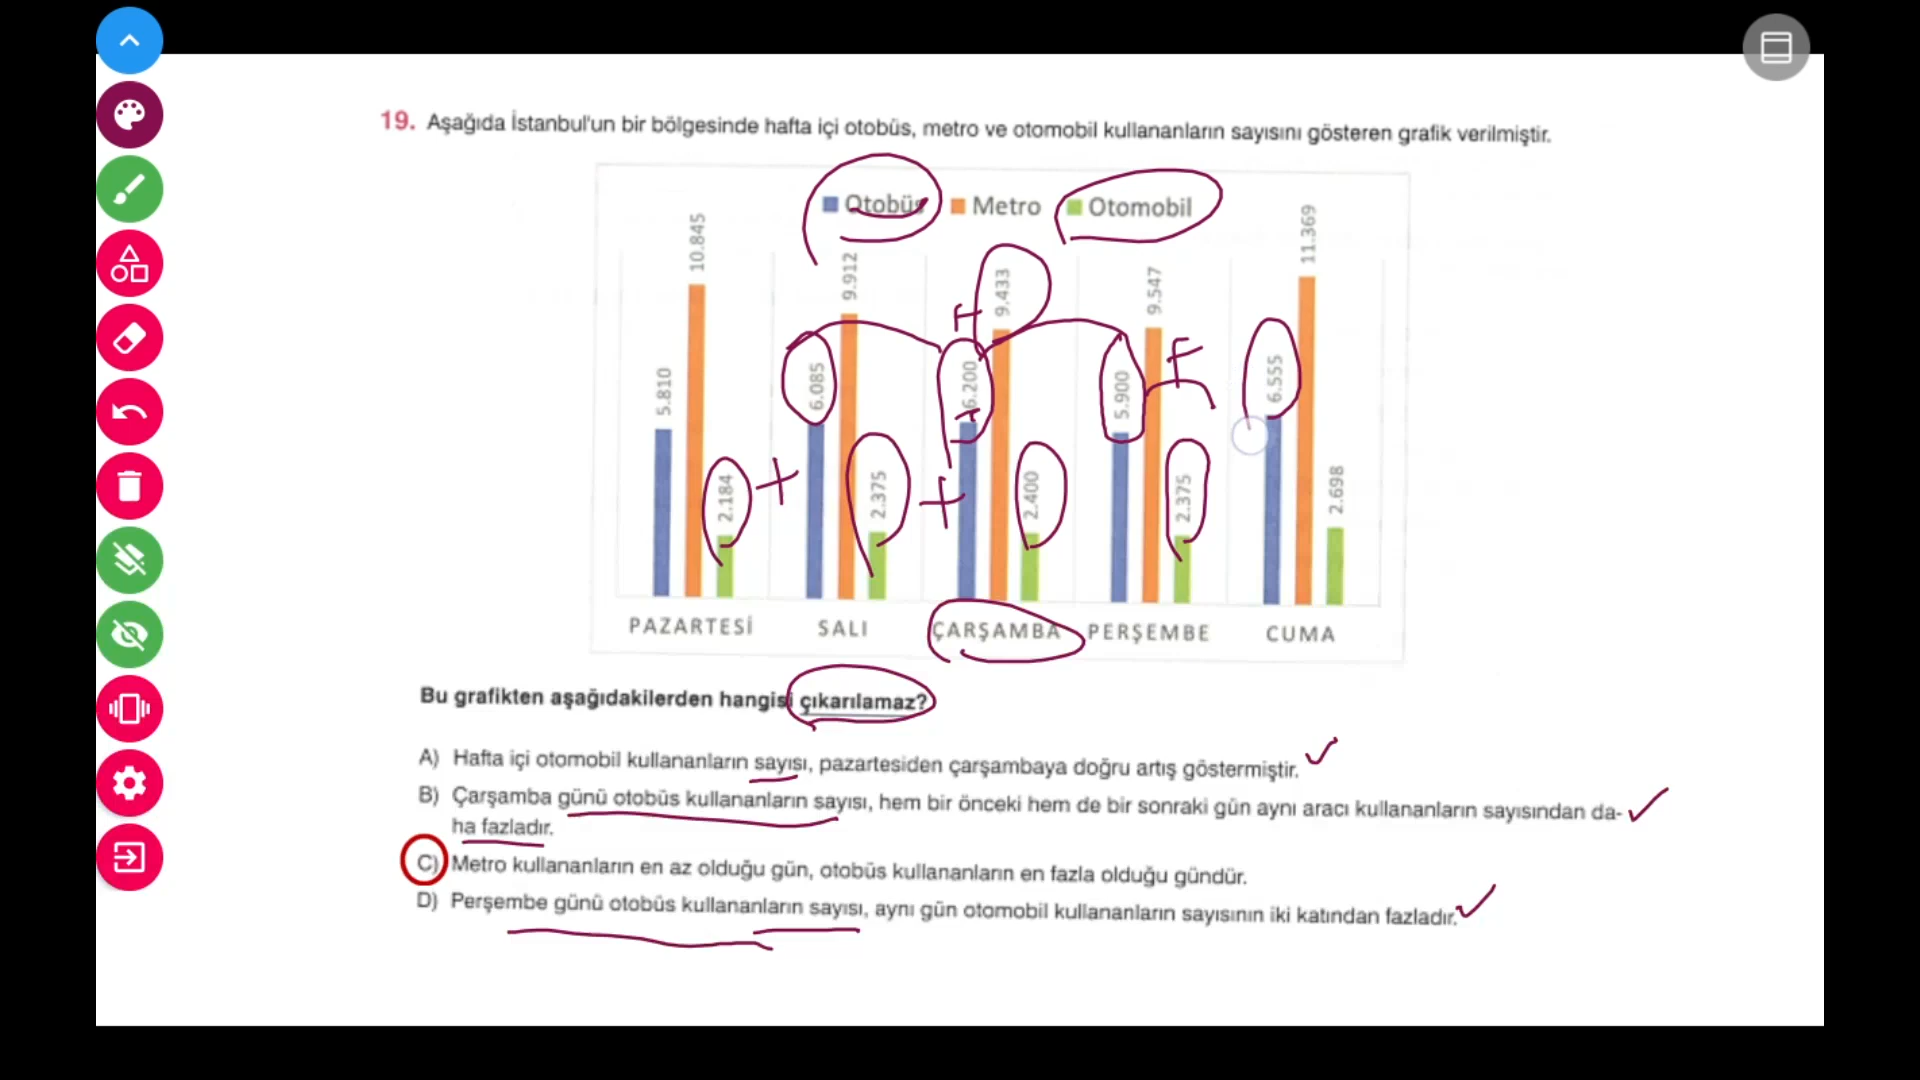 19. Aşağıda İstanbul'un bir bölgesinde hafta içi otobüs, metro ve otomobil kullananların sayısını gösteren grafik verilmiştir.
Otobüs Metro Otomobil
5.810 10.845 2.184
6.085 9.912 2.375
6.200 9.433 2.400
5.900 9.547 2.375
6.555 11.369 2.698
PAZARTESİ SALI ÇARŞAMBA PERŞEMBE CUMA
Bu grafikten aşağıdakilerden hangisi çıkarılamaz?
A) Hafta içi otomobil kullananların sayısı, pazartesiden çarşambaya doğru artış göstermiştir.
B) Çarşamba günü otobüs kullananların sayısı, hem bir önceki hem de bir sonraki gün aynı aracı kullananların sayısından da-
ha fazladır.
C) Metro kullananların en az olduğu gün, otobüs kullananların en fazla olduğu gündür.
D) Perşembe günü otobüs kullananların sayısı, aynı gün otomobil kullananların sayısının iki katından fazladır.